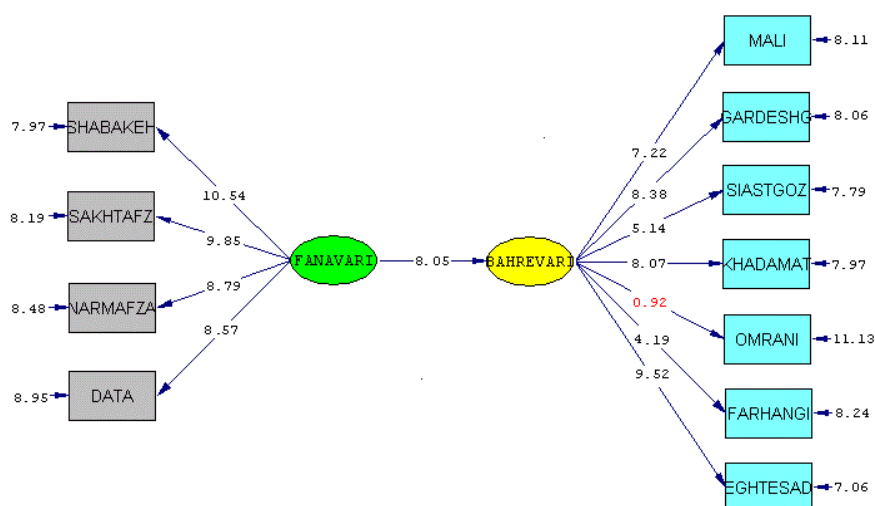 MALI
8.11
7.97
SHABAKEH
GARDESHG
8.06
7.22
10.54
8.38
8.19
SAKHTAFZ
SIASTGOZ
7.79
9.85
5.14
FANAVARI
8.05
BAHREVARI
8.07
KHADAMAT
7.97
8.79
0.92
8.48
NARMAFZA
OMRANI
11.13
8.57
4.19
9.52
8.95
DATA
FARHANGI
8.24
EGHTESAD
7.06